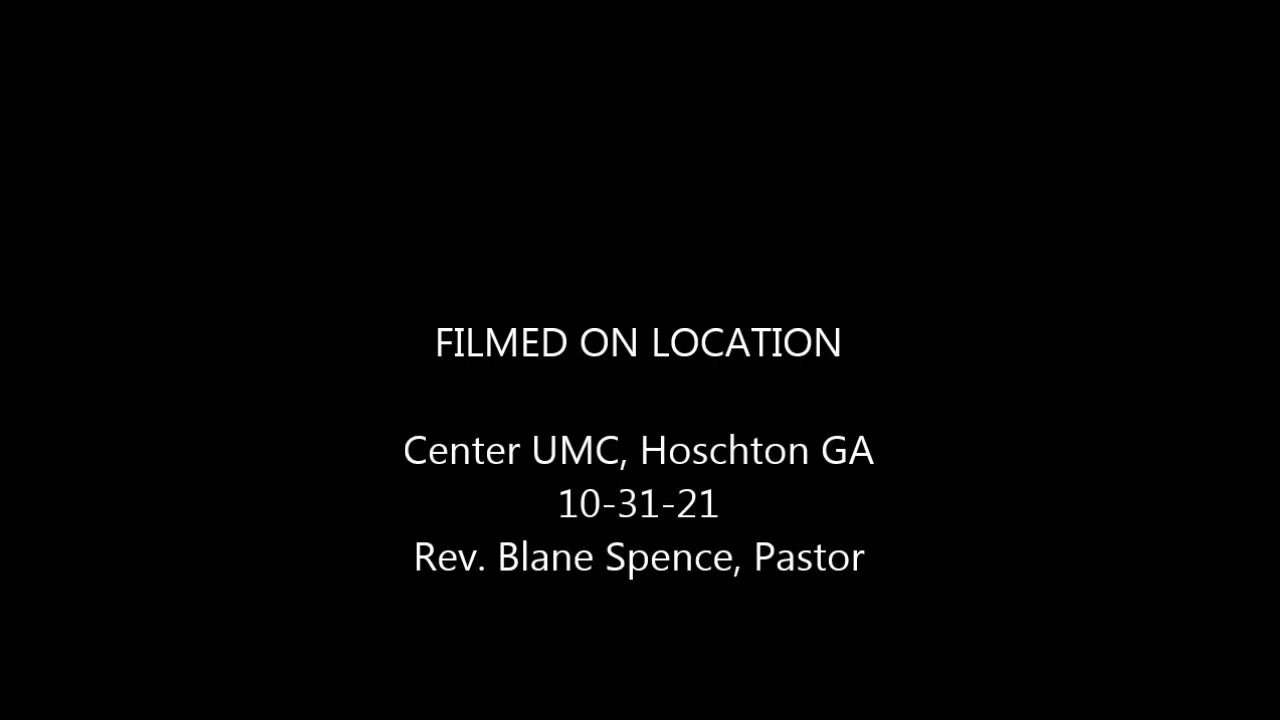 FILMED ON LOCATION
Center UMC, Hoschton GA
10-31-21
Rev. Blane Spence, Pastor